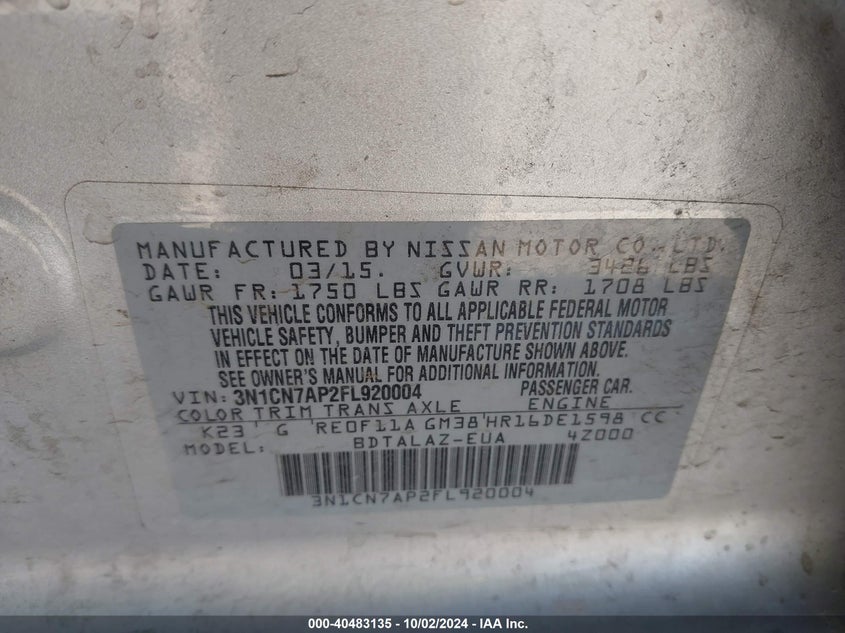 MANUFACTURED BY NISSAN MOTOR CO., LTD.
DATE: 03/15. GVWR: 3426 LBS
GAWR FR: 1750 LBS GAWR RR: 1708 LBS
THIS VEHICLE CONFORMS TO ALL APPLICABLE FEDERAL MOTOR
VEHICLE SAFETY, BUMPER AND THEFT PREVENTION STANDARDS
IN EFFECT ON THE DATE OF MANUFACTURE SHOWN ABOVE.
SEE OWNER'S MANUAL FOR ADDITIONAL INFORMATION.
VIN: 3N1CN7AP2FL920004 PASSENGER CAR.
COLOR TRIM TRANS AXLE ENGINE
K23 G RE0F11A GM38 HR16DE1598 CC
MODEL: BDTALAZ-EUA 4Z000
3N1CN7AP2FL920004
000-40483135 - 10/02/2024 - IAA Inc.